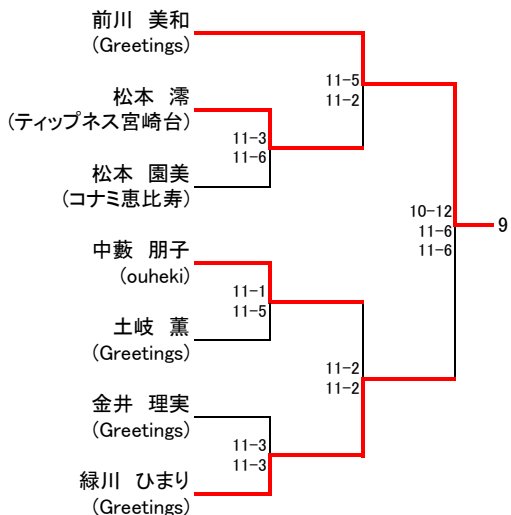 前川　美和
(Greetings)
11-5
11-2
松本　澪
(ティップネス宮崎台)
11-3
11-6
松本　園美
(コナミ恵比寿)
10-12
11-6
11-6
9
中藪　朋子
(ouheki)
11-1
11-5
土岐　薫
(Greetings)
11-2
11-2
金井　理実
(Greetings)
11-3
11-3
緑川　ひまり
(Greetings)